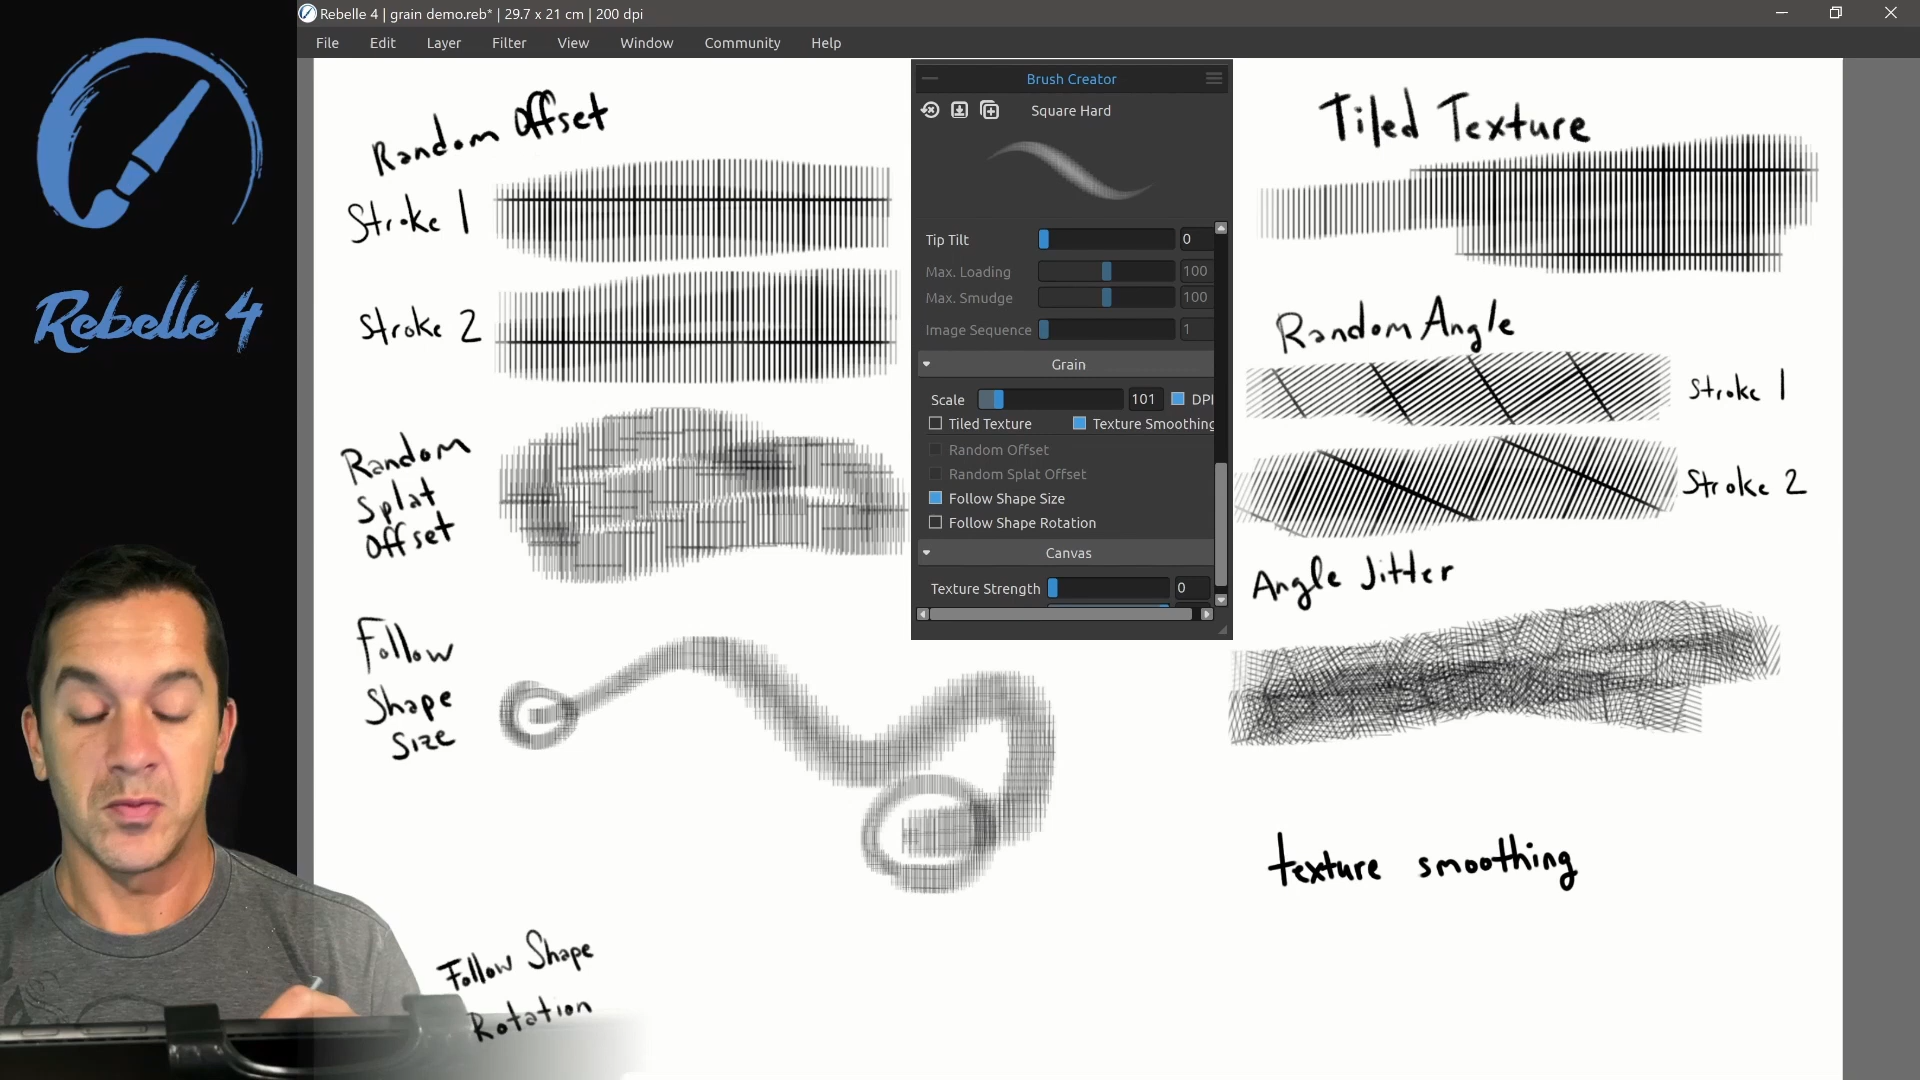 Rebelle 4 | grain demo.reb* | 29.7 x 21 cm | 200 dpi
File Edit Layer Filter View Window Community Help
Rebelle 4
Random Offset
Stroke 1
Stroke 2
Random
Splat
Offset
Follow
Shape
Size
Follow Shape
Rotation
Brush Creator
Square Hard
Tip Tilt 0
Max. Loading 100
Max. Smudge 100
Image Sequence 1
Grain
Scale 101 DPI
Tiled Texture Texture Smoothing
Random Offset
Random Splat Offset
Follow Shape Size
Follow Shape Rotation
Canvas
Texture Strength 0
Tiled Texture
Random Angle
Stroke 1
Stroke 2
Angle Jitter
texture smoothing